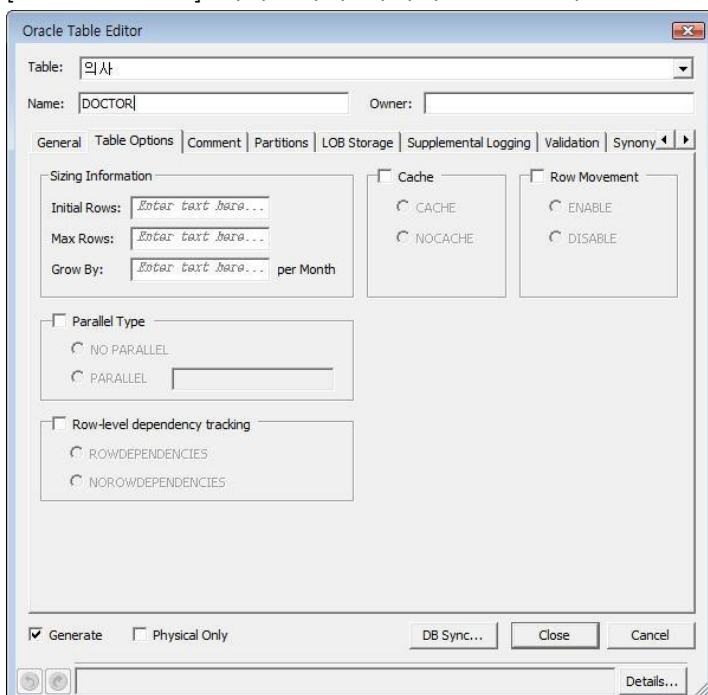 Oracle Table Editor
Table: 의사
Name: DOCTOR Owner:
General Table Options Comment Partitions LOB Storage Supplemental Logging Validation Synony
Sizing Information Cache Row Movement
Initial Rows: Enter text here... CACHE ENABLE
Max Rows: Enter text here... NOCACHE DISABLE
Grow By: Enter text here... per Month
Parallel Type
NO PARALLEL
PARALLEL
Row-level dependency tracking
ROWDEPENDENCIES
NOROWDEPENDENCIES
Generate Physical Only DB Sync... Close Cancel
Details...